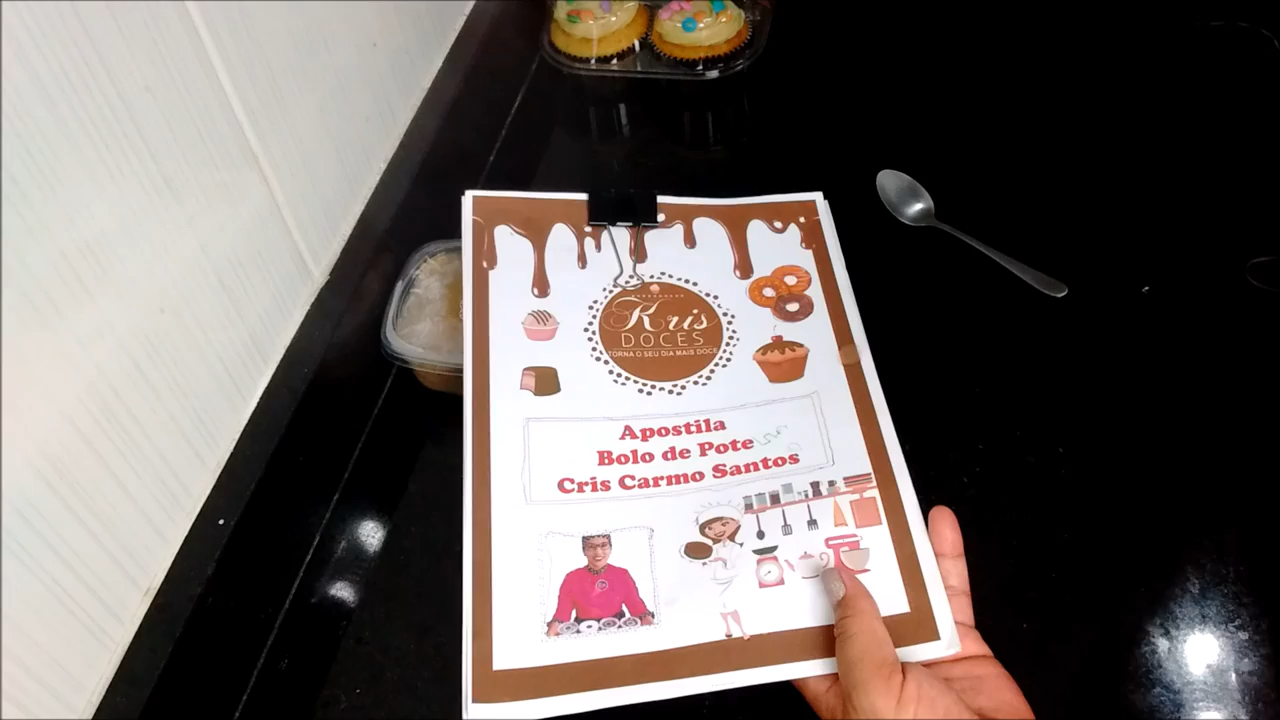 Kris
DOCES
TORNA O SEU DIA MAIS DOCE
Apostila
Bolo de Pote
Cris Carmo Santos